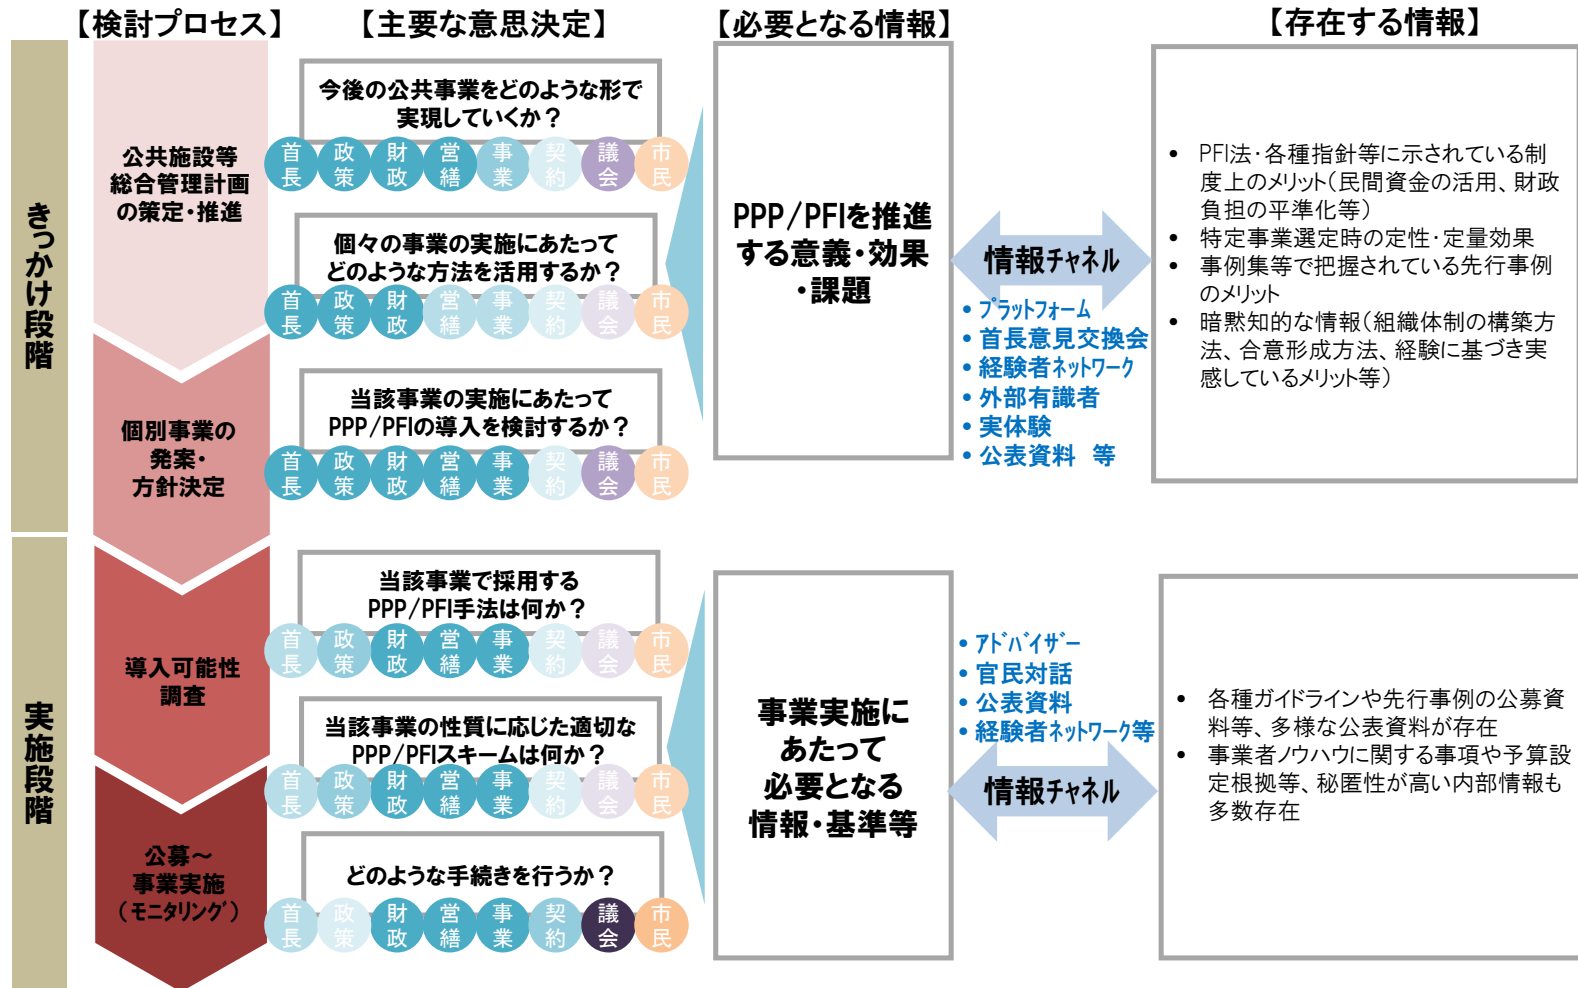 【検討プロセス】
【主要な意思決定】
【必要となる情報】
【存在する情報】
きっかけ段階
公共施設等
総合管理計画
の策定・推進
個別事業の
発案・
方針決定
今後の公共事業をどのような形で
実現していくか？
首長 政策 財政 営繕 事業 契約 議会 市民
個々の事業の実施にあたって
どのような方法を活用するか？
首長 政策 財政 営繕 事業 契約 議会 市民
当該事業の実施にあたって
PPP/PFIの導入を検討するか？
首長 政策 財政 営繕 事業 契約 議会 市民
PPP/PFIを推進
する意義・効果
・課題
情報チャネル
• プラットフォーム
• 首長意見交換会
• 経験者ネットワーク
• 外部有識者
• 実体験
• 公表資料 等
• PFI法・各種指針等に示されている制
度上のメリット（民間資金の活用、財政
負担の平準化等）
• 特定事業選定時の定性・定量効果
• 事例集等で把握されている先行事例
のメリット
• 暗黙知的な情報（組織体制の構築方
法、合意形成方法、経験に基づき実
感しているメリット等）
実施段階
導入可能性
調査
公募～
事業実施
（モニタリング）
当該事業で採用する
PPP/PFI手法は何か？
首長 政策 財政 営繕 事業 契約 議会 市民
当該事業の性質に応じた適切な
PPP/PFIスキームは何か？
首長 政策 財政 営繕 事業 契約 議会 市民
どのような手続きを行うか？
首長 政策 財政 営繕 事業 契約 議会 市民
事業実施に
あたって
必要となる
情報・基準等
• アドバイザー
• 官民対話
• 公表資料
• 経験者ネットワーク等
情報チャネル
• 各種ガイドラインや先行事例の公募資
料等、多様な公表資料が存在
• 事業者ノウハウに関する事項や予算設
定根拠等、秘匿性が高い内部情報も
多数存在